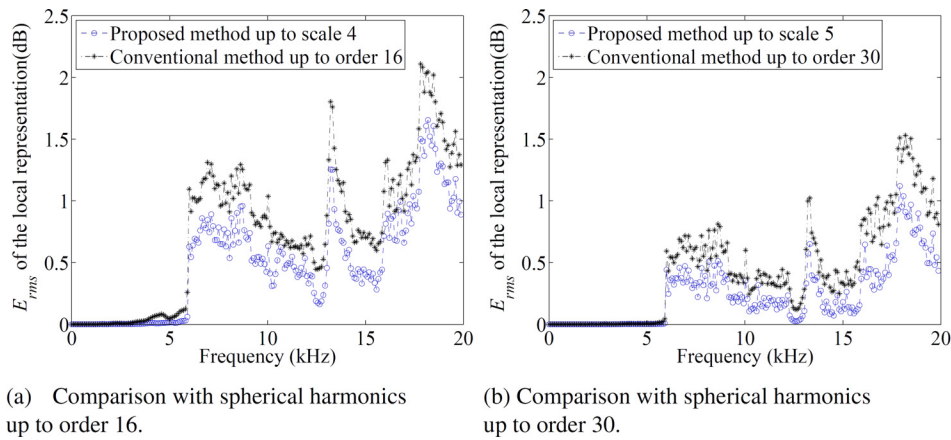 2.5
2
1.5
1
0.5
0
E rms of the local representation(dB)
Proposed method up to scale 4
Conventional method up to order 16
0 5 10 15 20
Frequency (kHz)
(a) Comparison with spherical harmonics
up to order 16.
2.5
2
1.5
1
0.5
0
E rms of the local representation(dB)
Proposed method up to scale 5
Conventional method up to order 30
0 5 10 15 20
Frequency (kHz)
(b) Comparison with spherical harmonics
up to order 30.